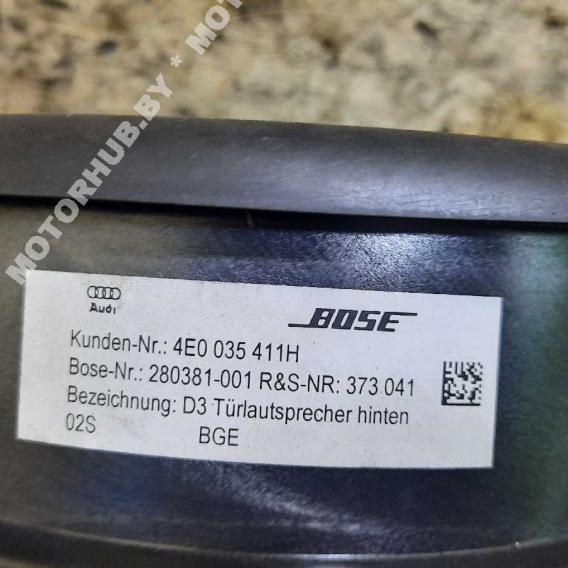 MOTORHUB.BY * MOTORHUB
Audi
BOSE
Kunden-Nr.: 4E0 035 411H
Bose-Nr.: 280381-001 R&S-NR: 373 041
Bezeichnung: D3 Türlautsprecher hinten
02S BGE